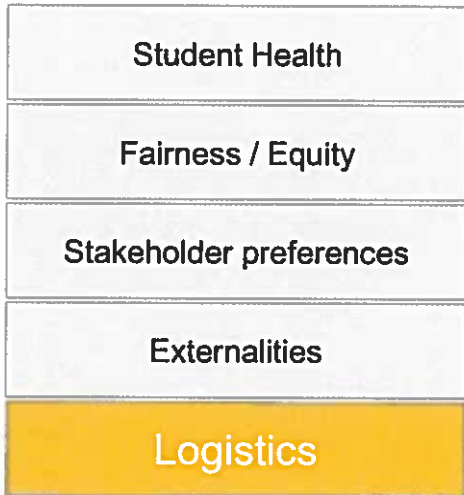 Student Health
Fairness / Equity
Stakeholder preferences
Externalities
Logistics